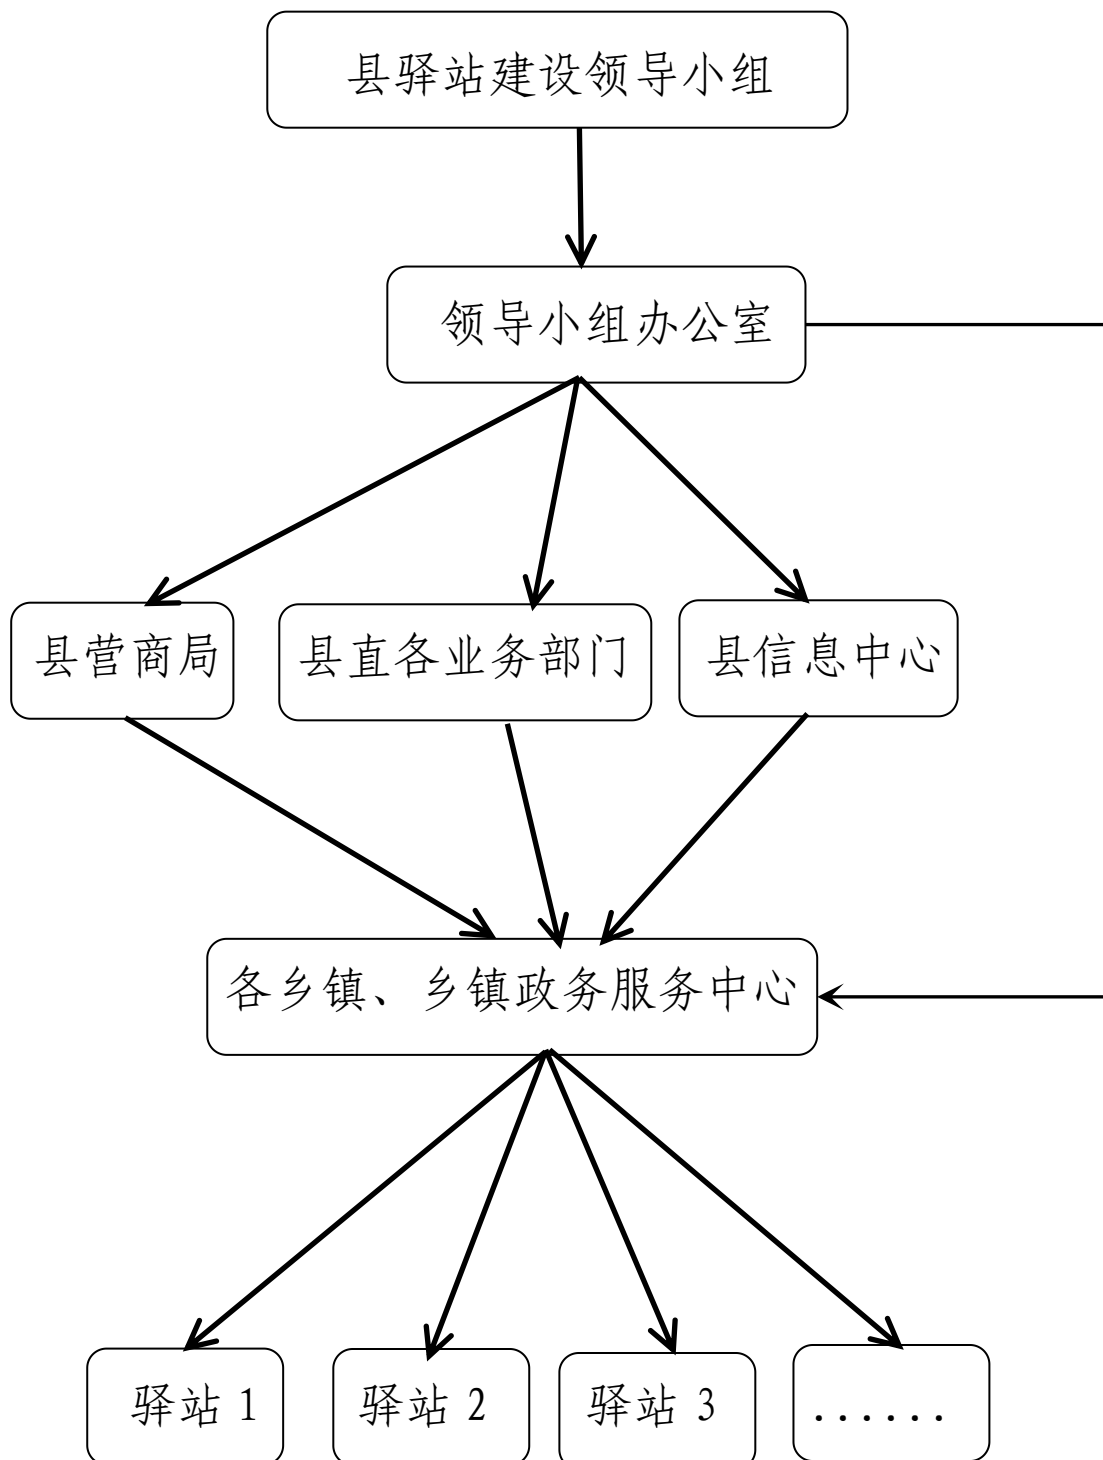 县驿站建设领导小组
领导小组办公室
县营商局
县直各业务部门
县信息中心
各乡镇、乡镇政务服务中心
驿站 1
驿站 2
驿站 3
......